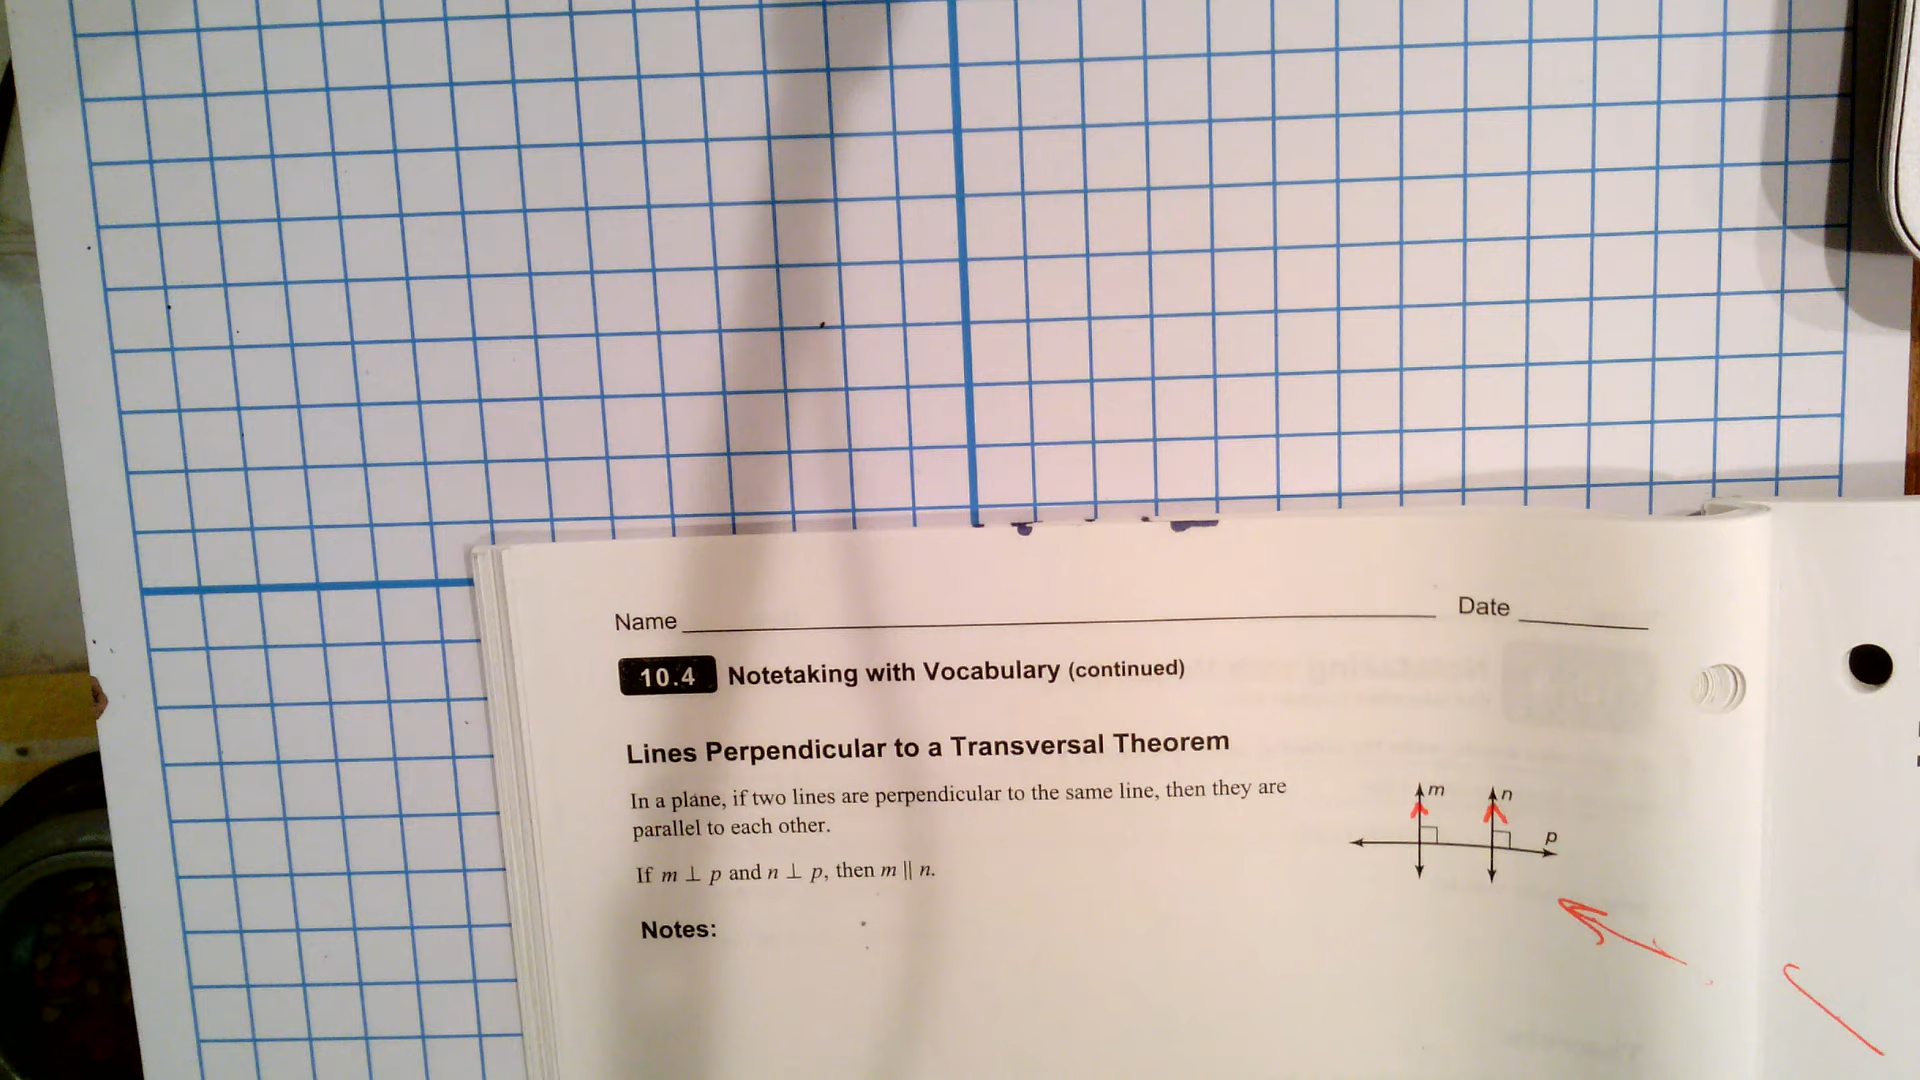 Name Date
10.4 Notetaking with Vocabulary (continued)
Lines Perpendicular to a Transversal Theorem
In a plane, if two lines are perpendicular to the same line, then they are
parallel to each other.
m n
p
If m ⊥ p and n ⊥ p, then m || n.
Notes: